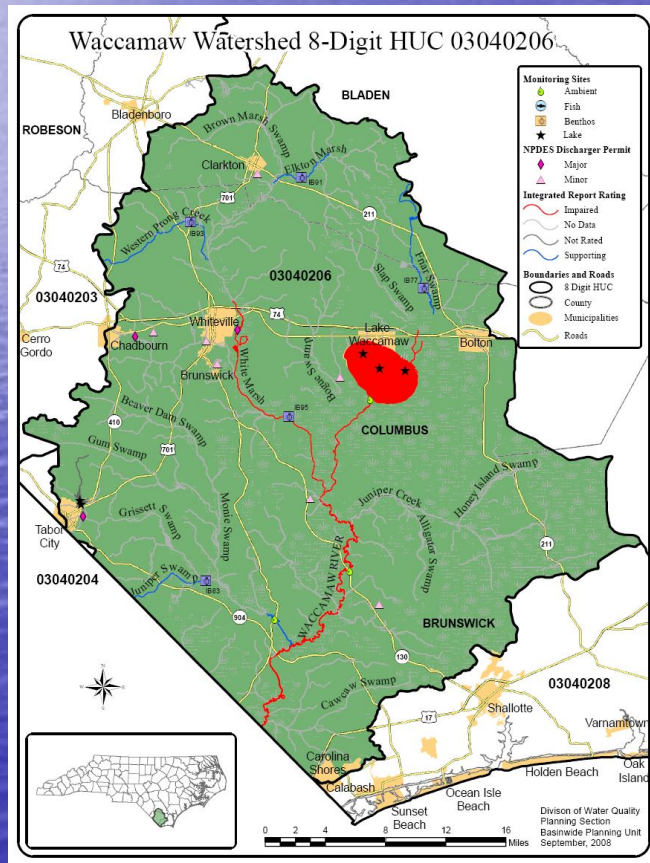 Waccamaw Watershed 8-Digit HUC 03040206
Monitoring Sites
Ambient
Fish
Benthos
Lake
NPDES Discharger Permit
Major
Minor
Integrated Report Rating
Impaired
No Data
Not Rated
Supporting
Boundaries and Roads
8 Digit HUC
County
Municipalities
Roads
BLADEN
Bladenboro
ROBESON
Brown Marsh Swamp
Clarkton
Elkton Marsh
IB91
701
211
Western Prong Creek
IB93
74
03040206
Slap Swamp
Friar Swamp
IB77
03040203
74
Whiteville
Lake
Waccamaw
Bolton
Cerro
Gordo
Chadbourn
Brunswick
White Marsh
Bogue Swamp
IB95
COLUMBUS
410
Beaver Dam Swamp
701
Gum Swamp
Honey Island Swamp
Juniper Creek
Grissett Swamp
Monie Swamp
Alligator Swamp
Tabor
City
211
03040204
Juniper Swamp
IB83
WACCAMAW RIVER
904
BRUNSWICK
130
03040208
Cawcaw Swamp
Shallotte
17
Varnamtown
Carolina
Shores
Calabash
Holden Beach
Oak
Island
Ocean Isle
Beach
Sunset
Beach
Divison of Water Quality
Planning Section
Basinwide Planning Unit
September, 2008
0 2 4 8 12 16
Miles